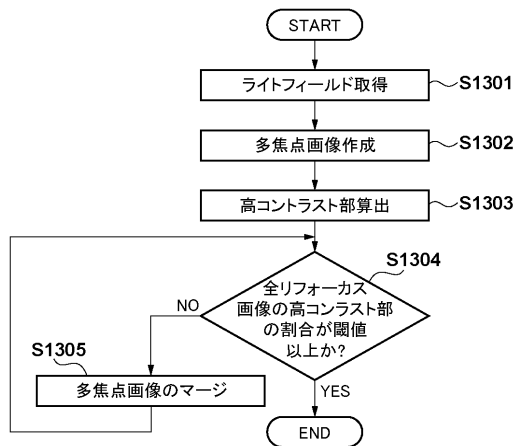 START
ライトフィールド取得
S1301
多焦点画像作成
S1302
高コントラスト部算出
S1303
S1304
全リフォーカス
画像の高コンラスト部
の割合が閾値
以上か?
NO
S1305
多焦点画像のマージ
YES
END